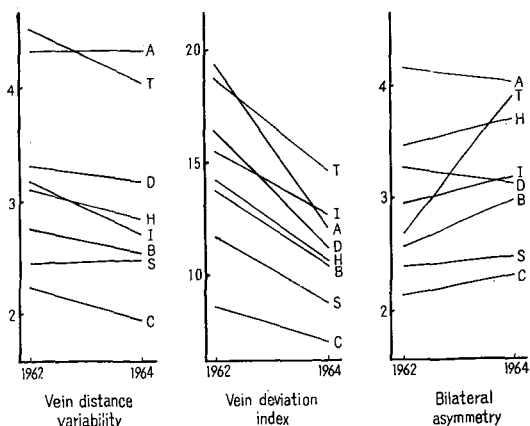 4
3
2
A
T
D
H
I
B
S
C
1962
1964
Vein distance
variability
20
15
10
T
I
A
D
H
B
S
C
1962
1964
Vein deviation
index
4
3
2
A
T
H
I
D
B
S
C
1962
1964
Bilateral
asymmetry